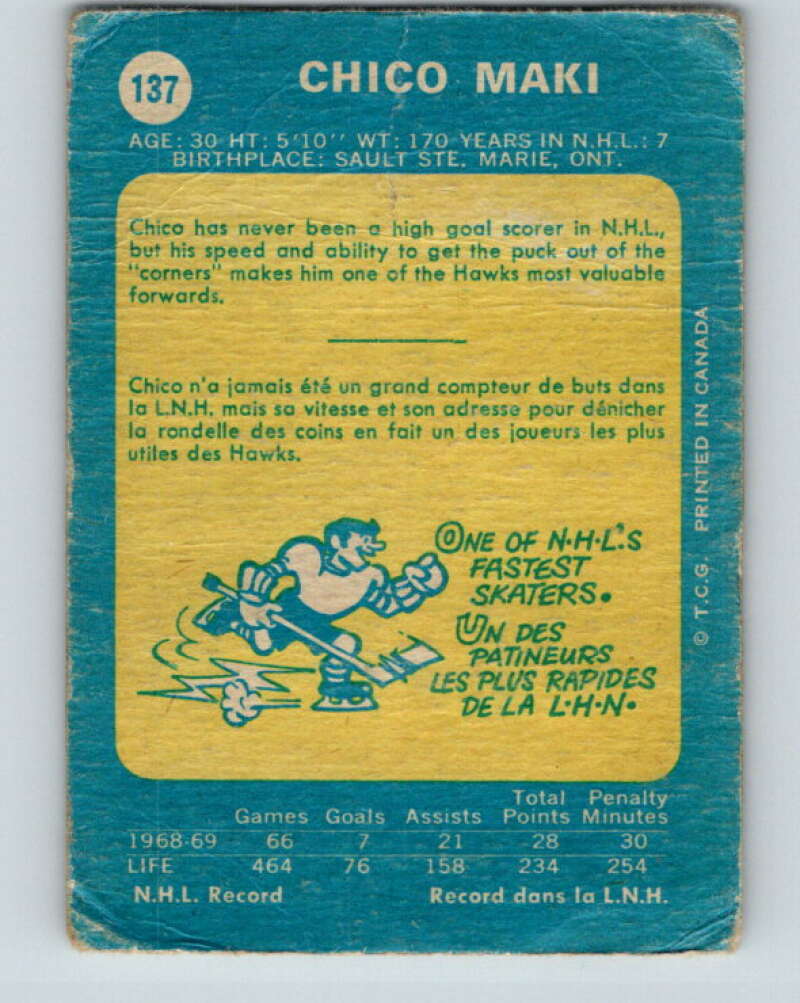 137
CHICO MAKI
AGE: 30 HT: 5'10'' WT: 170 YEARS IN N.H.L.: 7
BIRTHPLACE: SAULT STE. MARIE, ONT.
Chico has never been a high goal scorer in N.H.L.,
but his speed and ability to get the puck out of the
"corners" makes him one of the Hawks most valuable
forwards.
Chico n'a jamais été un grand compteur de buts dans
la L.N.H. mais sa vitesse et son adresse pour dénicher
la rondelle des coins en fait un des joueurs les plus
utiles des Hawks.
ONE OF N·H·L'S
FASTEST
SKATERS.
UN DES
PATINEURS
LES PLUS RAPIDES
DE LA L·H·N·
© T.C.G. PRINTED IN CANADA
Total Penalty
Games Goals Assists Points Minutes
1968-69 66 7 21 28 30
LIFE 464 76 158 234 254
N.H.L. Record Record dans la L.N.H.